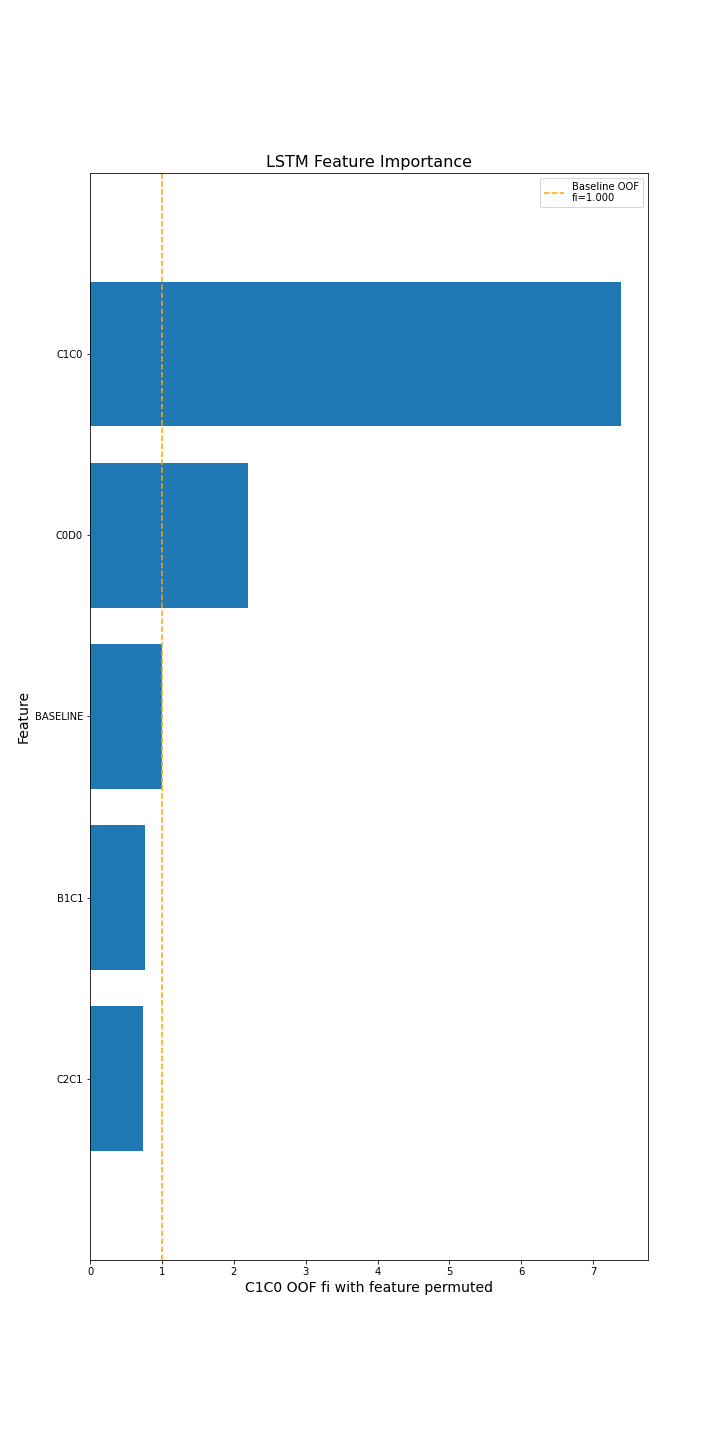 LSTM Feature Importance
Baseline OOF
fi=1.000
C1C0
C0D0
BASELINE
B1C1
C2C1
Feature
0 1 2 3 4 5 6 7
C1C0 OOF fi with feature permuted